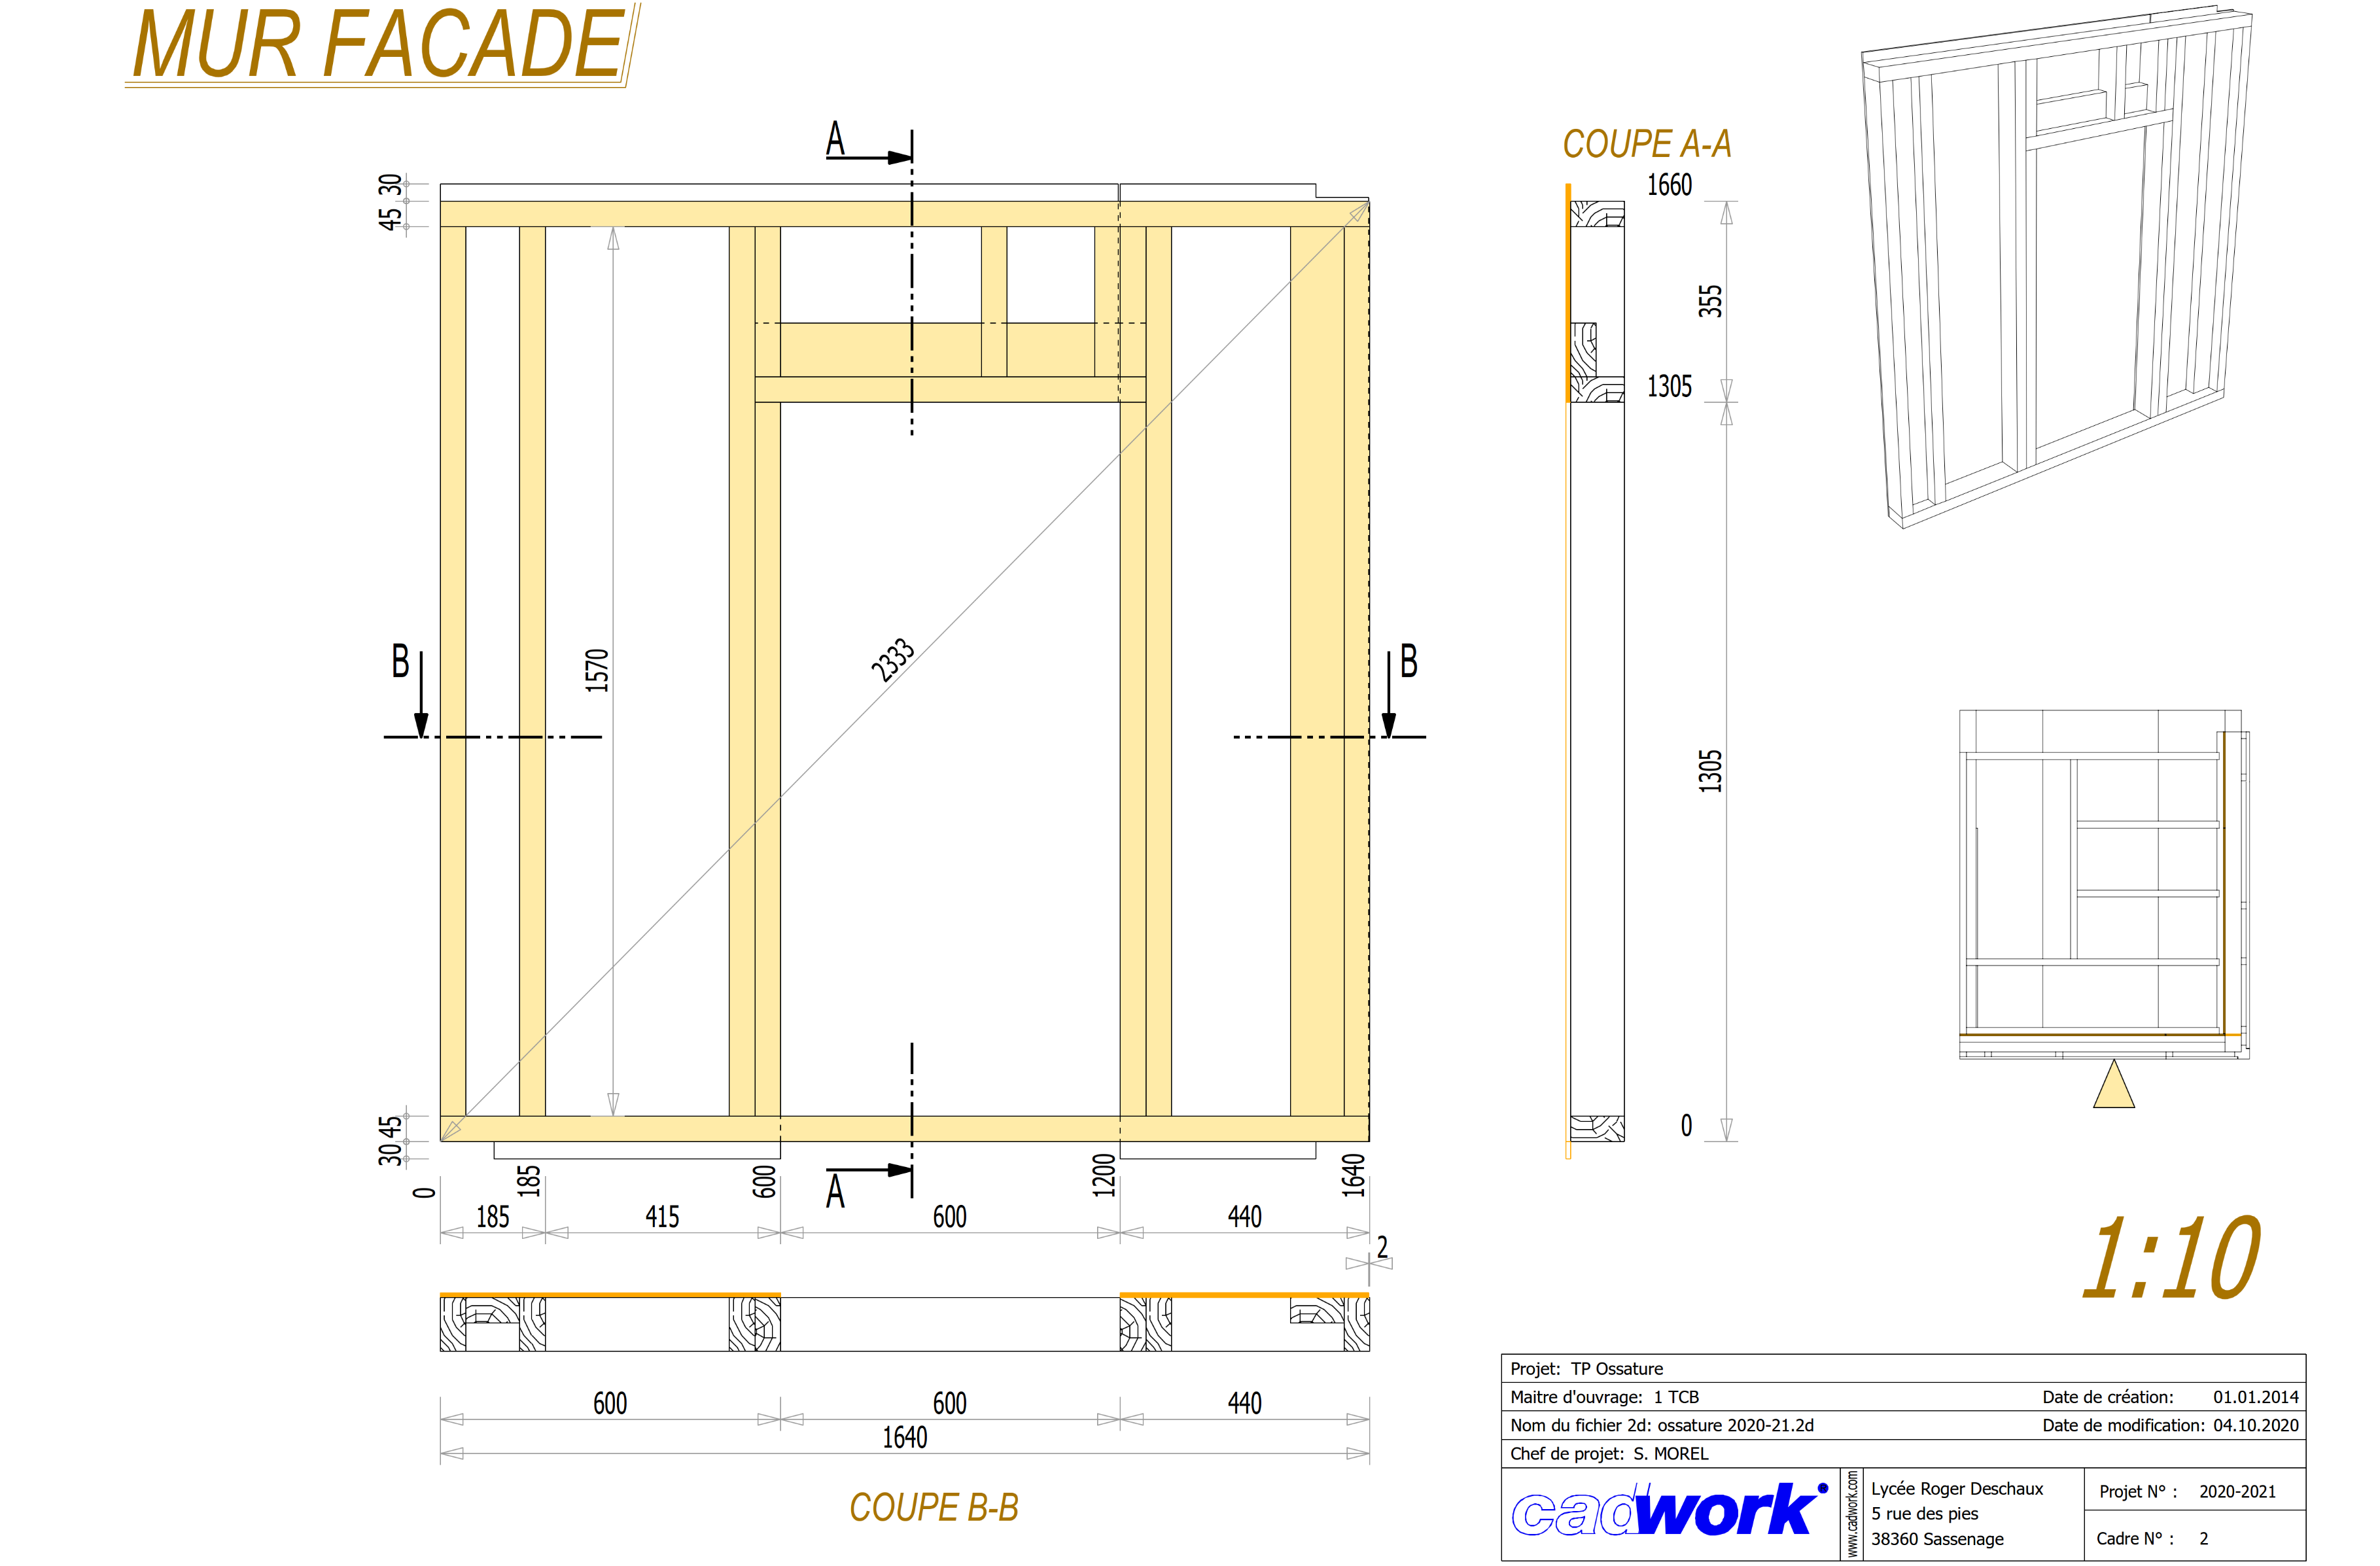 MUR FACADE
A
COUPE A-A
30
45
1660
355
1305
B
1570
2333
B
1305
45
30
0
A
0
185
600
1200
1640
185
415
600
440
2
1:10
600
600
440
1640
COUPE B-B
Projet: TP Ossature
Maitre d'ouvrage: 1 TCB
Date de création: 01.01.2014
Nom du fichier 2d: ossature 2020-21.2d
Date de modification: 04.10.2020
Chef de projet: S. MOREL
cadwork
www.cadwork.com
Lycée Roger Deschaux
5 rue des pies
38360 Sassenage
Projet N° : 2020-2021
Cadre N° : 2